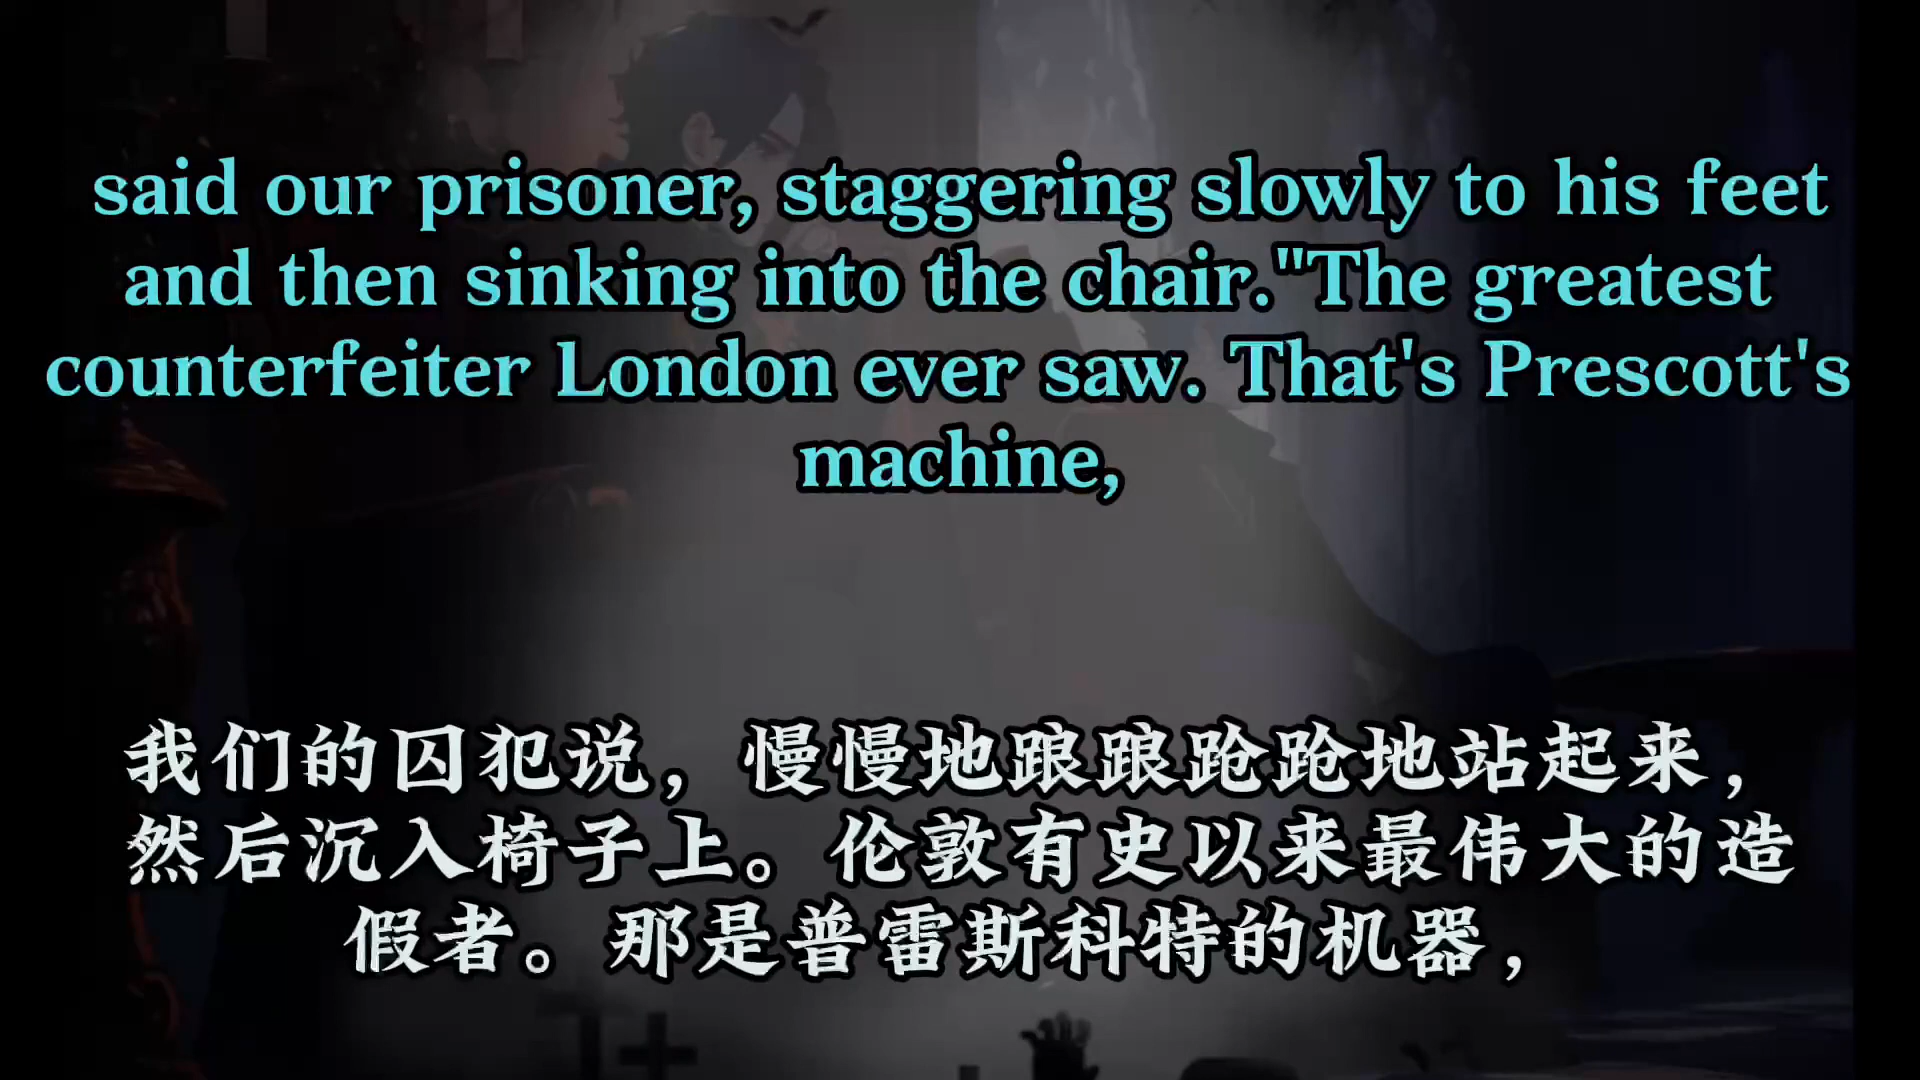 said our prisoner, staggering slowly to his feet
and then sinking into the chair."The greatest
counterfeiter London ever saw. That's Prescott's
machine,
我们的囚犯说，慢慢地踉踉跄跄地站起来，
然后沉入椅子上。伦敦有史以来最伟大的造
假者。那是普雷斯科特的机器，